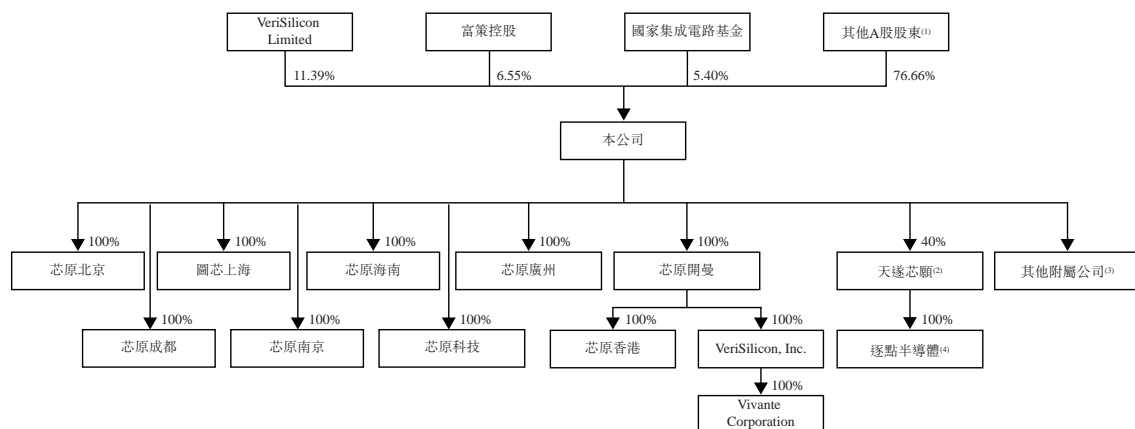 VeriSilicon
Limited
富策控股
國家集成電路基金
其他A股股東(1)
11.39%
6.55%
5.40%
76.66%
本公司
100%
100%
100%
100%
100%
40%
芯原北京
圖芯上海
芯原海南
芯原廣州
芯原開曼
天遂芯願(2)
其他附屬公司(3)
100%
100%
100%
100%
100%
100%
芯原成都
芯原南京
芯原科技
芯原香港
VeriSilicon, Inc.
逐點半導體(4)
100%
Vivante
Corporation